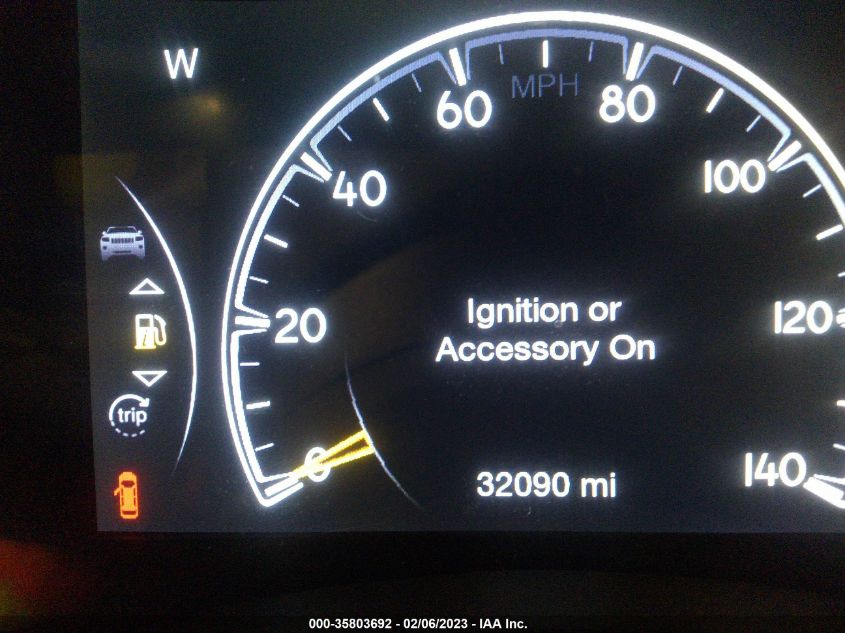 W
MPH
0
20
40
60
80
100
120
140
Ignition or
Accessory On
trip
32090 mi
000-35803692 - 02/06/2023 - IAA Inc.